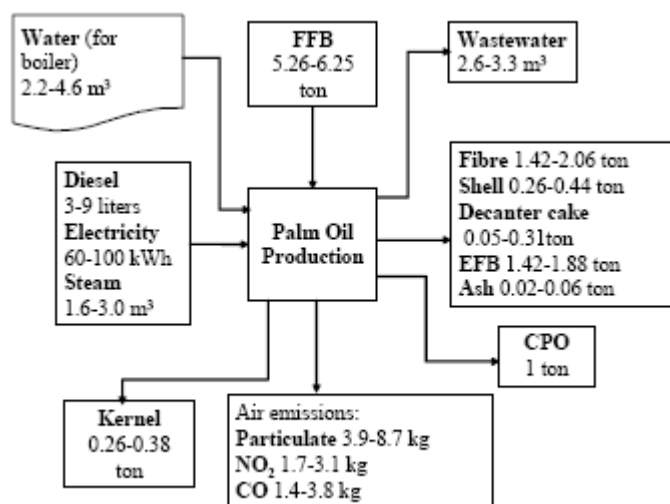 Water (for
boiler)
2.2-4.6 m³
FFB
5.26-6.25
ton
Wastewater
2.6-3.3 m³
Diesel
3-9 liters
Electricity
60-100 kWh
Steam
1.6-3.0 m³
Palm Oil
Production
Fibre 1.42-2.06 ton
Shell 0.26-0.44 ton
Decanter cake
0.05-0.31ton
EFB 1.42-1.88 ton
Ash 0.02-0.06 ton
CPO
1 ton
Kernel
0.26-0.38
ton
Air emissions:
Particulate 3.9-8.7 kg
NO₂ 1.7-3.1 kg
CO 1.4-3.8 kg